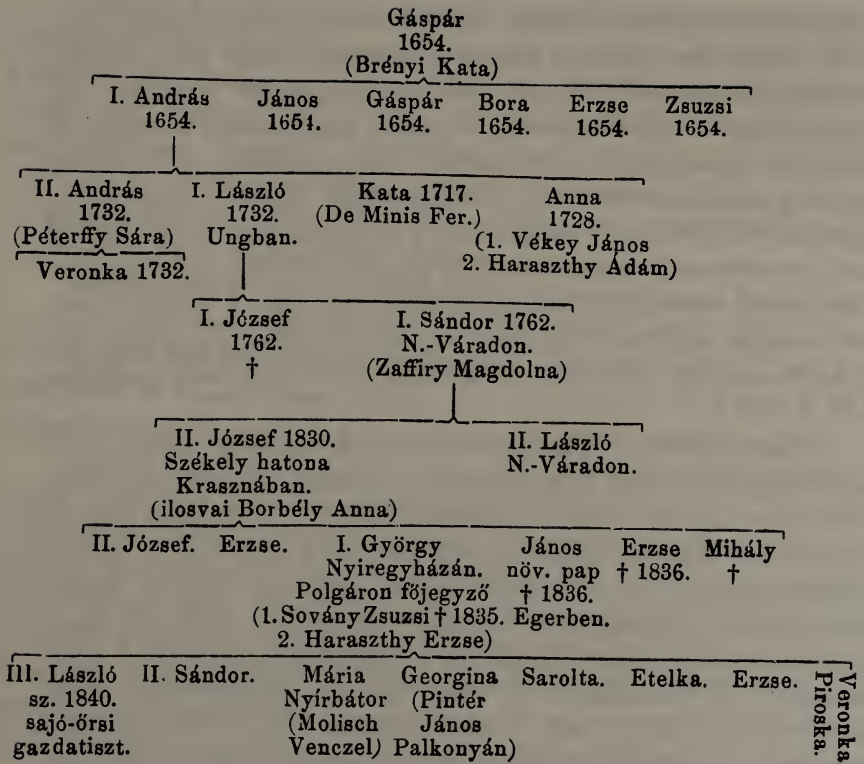 Gáspár
1654.
(Brényi Kata)
I. András János Gáspár Bora Erzse Zsuzsi
1654. 1654. 1654. 1654. 1654. 1654.
II. András I. László Kata 1717. Anna
1732. 1732. (De Minis Fer.) 1728.
(Péterffy Sára) Ungban. (1. Vékey János
Veronka 1732. 2. Haraszthy Ádám)
I. József I. Sándor 1762.
1762. N.-Váradon.
† (Zaffiry Magdolna)
II. József 1830. II. László
Székely hatona N.-Váradon.
Krasznában.
(ilosvai Borbély Anna)
II. József. Erzse. I. György János Erzse Mihály
Nyiregyházán. növ. pap † 1836. †
Polgáron főjegyző † 1836.
(1. Sovány Zsuzsi † 1835. Egerben.
2. Haraszthy Erzse)
III. László II. Sándor. Mária Georgina Sarolta. Etelka. Erzse. Veronka
sz. 1840. Nyírbátor (Pintér Piroska.
sajó-őrsi (Molisch János
gazdatiszt. Venczel) Palkonyán)